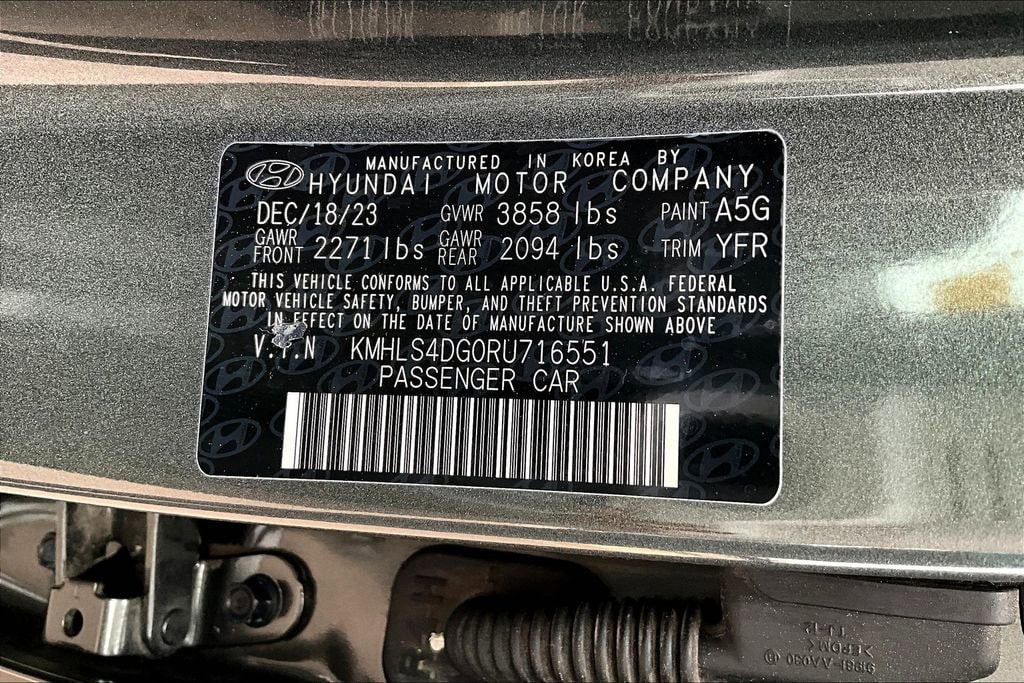 MANUFACTURED IN KOREA BY
HYUNDAI MOTOR COMPANY
DEC/18/23 GVWR 3858 lbs PAINT A5G
GAWR FRONT 2271 lbs GAWR REAR 2094 lbs TRIM YFR
THIS VEHICLE CONFORMS TO ALL APPLICABLE U.S.A. FEDERAL
MOTOR VEHICLE SAFETY, BUMPER, AND THEFT PREVENTION STANDARDS
IN EFFECT ON THE DATE OF MANUFACTURE SHOWN ABOVE
V.I.N KMHLS4DG0RU716551
PASSENGER CAR
>EPDM<